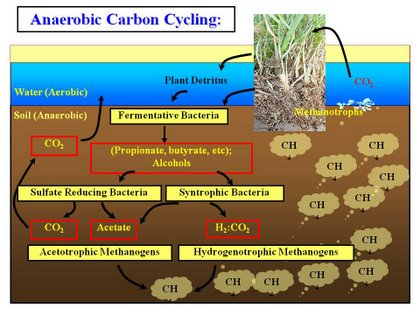 Anaerobic Carbon Cycling:
Plant Detritus
CO2
Water (Aerobic)
Soil (Anaerobic)
Fermentative Bacteria
Methanotrophs
CO2
(Propionate, butyrate, etc);
Alcohols
CH
CH
CH
CH
CH
CH
Sulfate Reducing Bacteria
Syntrophic Bacteria
CO2
Acetate
H2:CO2
CH
CH
Acetotrophic Methanogens
Hydrogenotrophic Methanogens
CH
CH
CH
CH
CH
CH